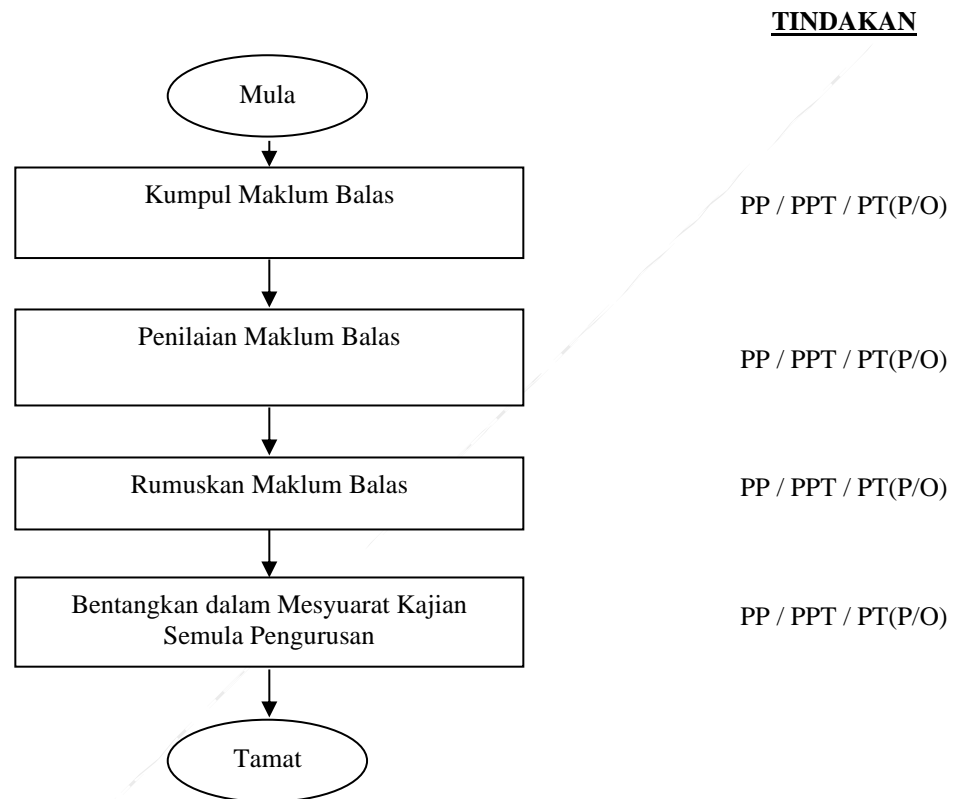 TINDAKAN
Mula
Kumpul Maklum Balas
PP / PPT / PT(P/O)
Penilaian Maklum Balas
PP / PPT / PT(P/O)
Rumuskan Maklum Balas
PP / PPT / PT(P/O)
Bentangkan dalam Mesyuarat Kajian
Semula Pengurusan
PP / PPT / PT(P/O)
Tamat